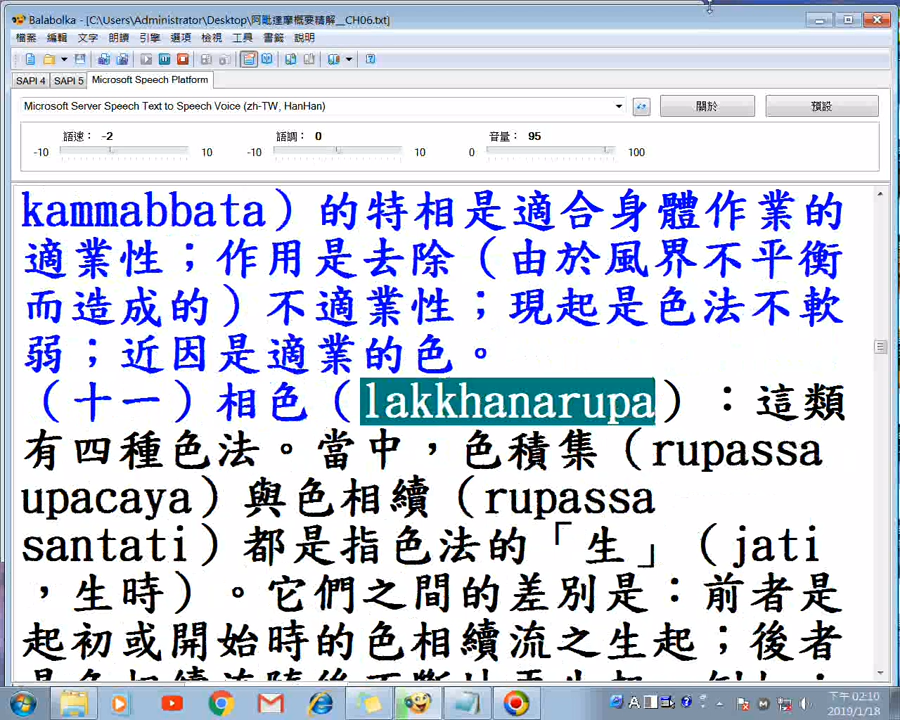 Balabolka - [C:\Users\Administrator\Desktop\阿毗達摩概要精解__CH06.txt]
檔案 編輯 文字 朗讀 引擎 選項 檢視 工具 書籤 說明
SAPI 4 SAPI 5 Microsoft Speech Platform
Microsoft Server Speech Text to Speech Voice (zh-TW, HanHan) 關於 預設
語速： -2 語調： 0 音量： 95
-10 10 -10 10 0 100
kammabbata）的特相是適合身體作業的
適業性；作用是去除（由於風界不平衡
而造成的）不適業性；現起是色法不軟
弱；近因是適業的色。
（十一）相色（lakkhanarupa）：這類
有四種色法。當中，色積集（rupassa
upacaya）與色相續（rupassa
santati）都是指色法的「生」（jati
，生時）。它們之間的差別是：前者是
起初或開始時的色相續流之生起；後者
下午 02:10
2019/1/18